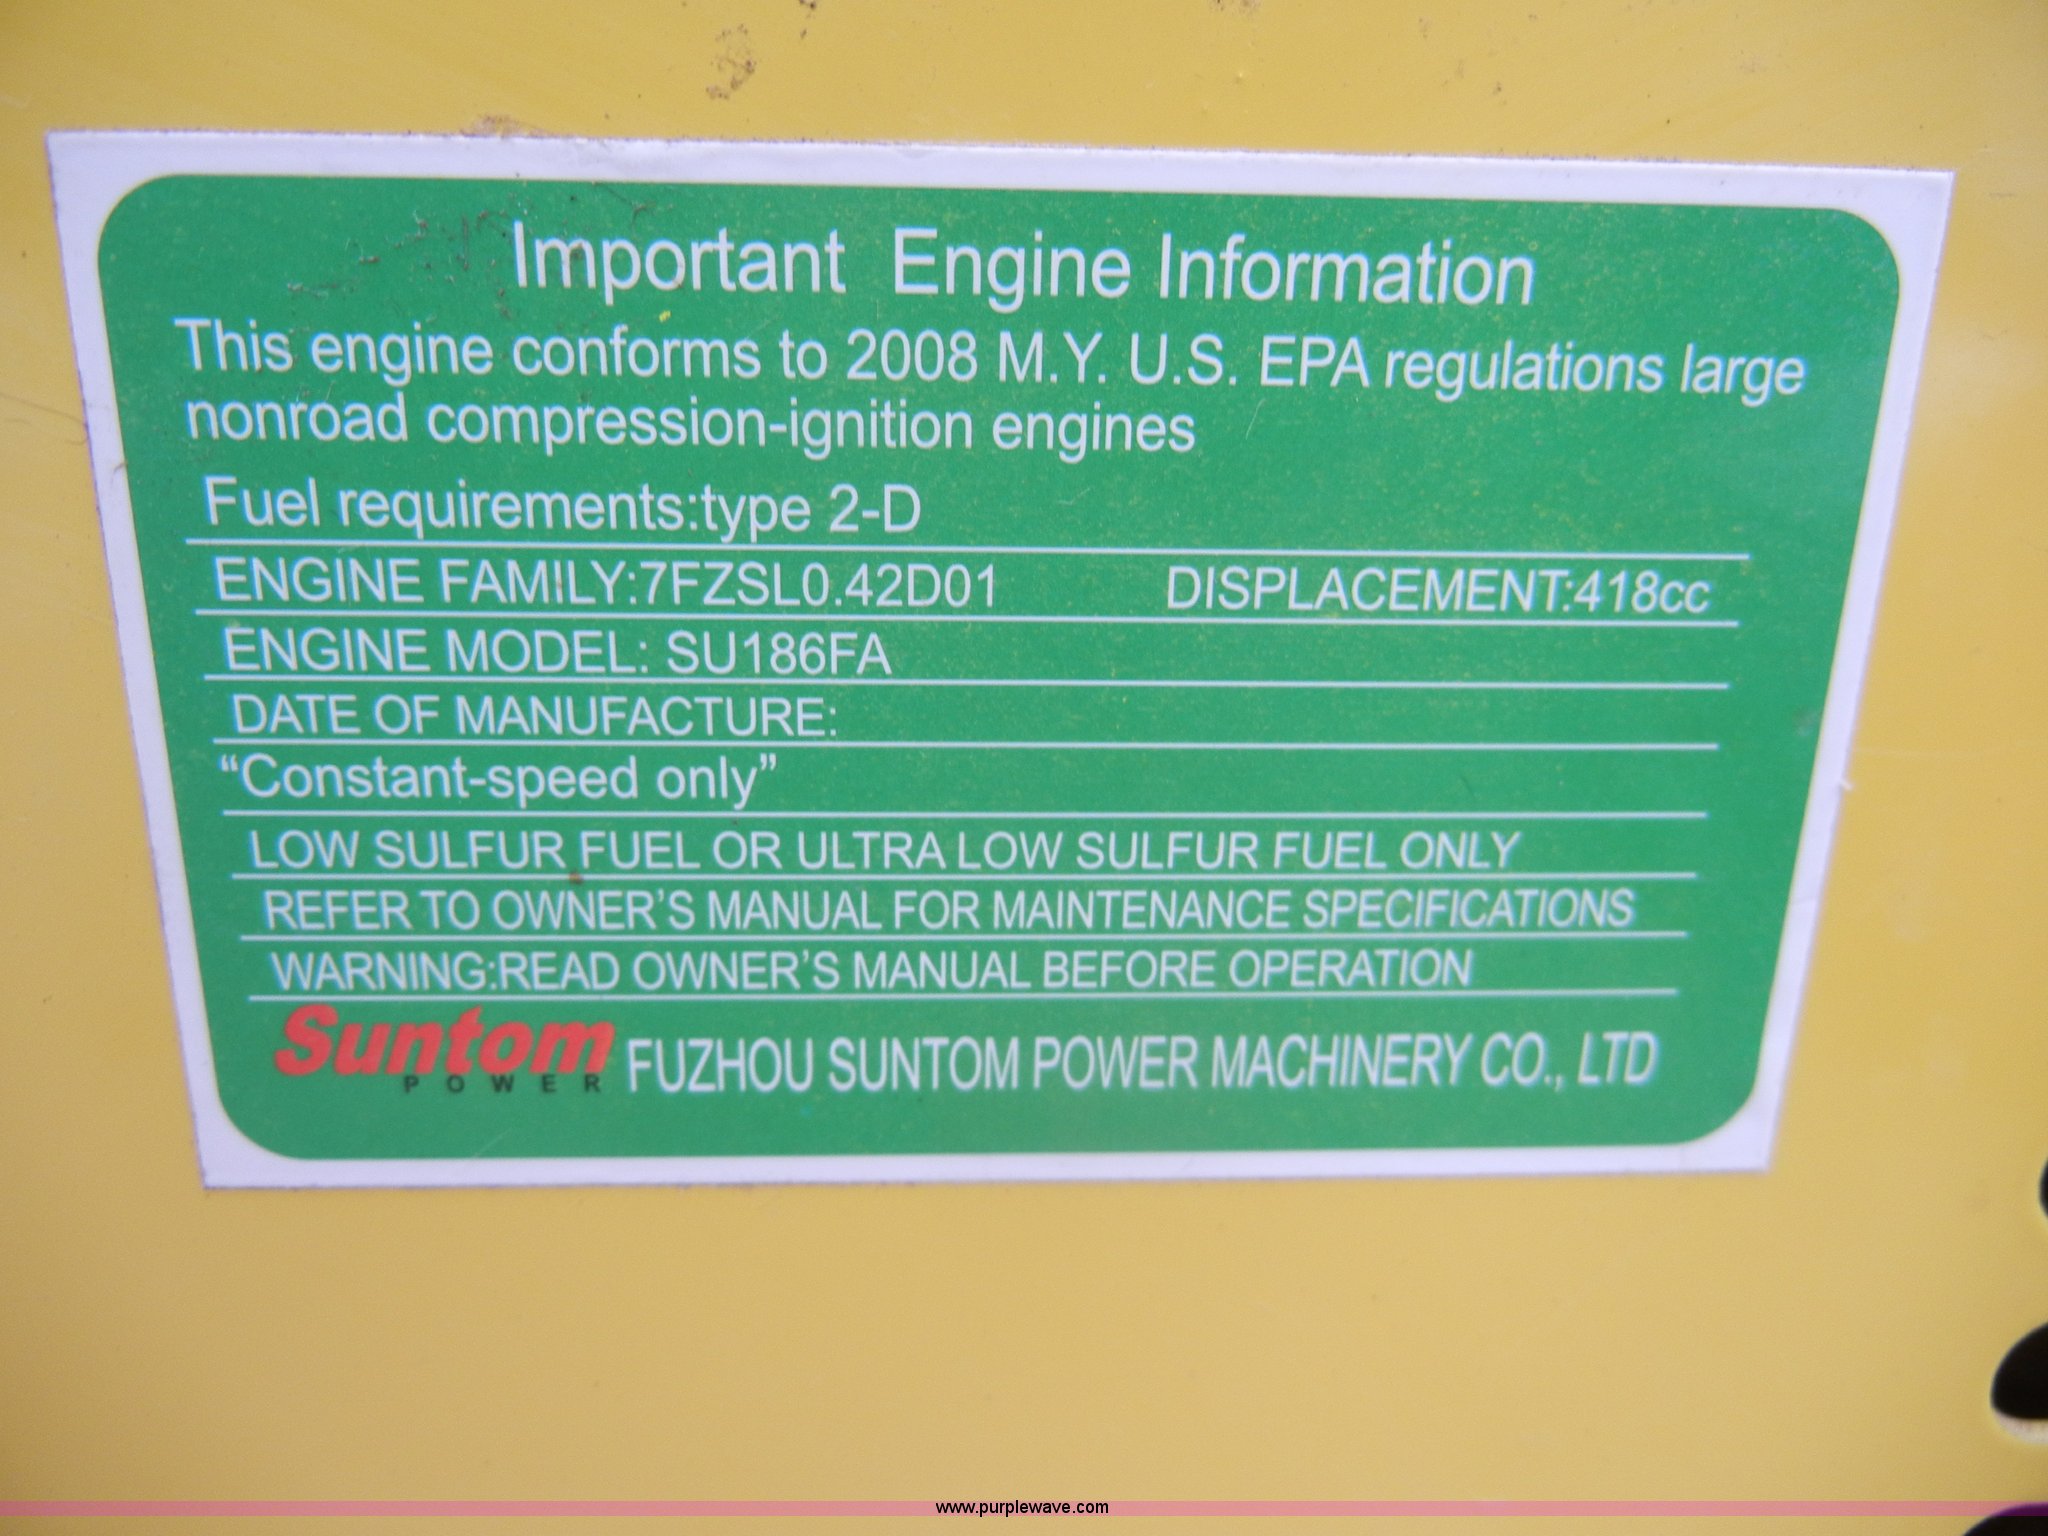 Important Engine Information
This engine conforms to 2008 M.Y. U.S. EPA regulations large
nonroad compression-ignition engines
Fuel requirements:type 2-D
ENGINE FAMILY:7FZSL0.42D01 DISPLACEMENT:418cc
ENGINE MODEL: SU186FA
DATE OF MANUFACTURE:
“Constant-speed only”
LOW SULFUR FUEL OR ULTRA LOW SULFUR FUEL ONLY
REFER TO OWNER’S MANUAL FOR MAINTENANCE SPECIFICATIONS
WARNING:READ OWNER’S MANUAL BEFORE OPERATION
Suntom POWER FUZHOU SUNTOM POWER MACHINERY CO., LTD
www.purplewave.com